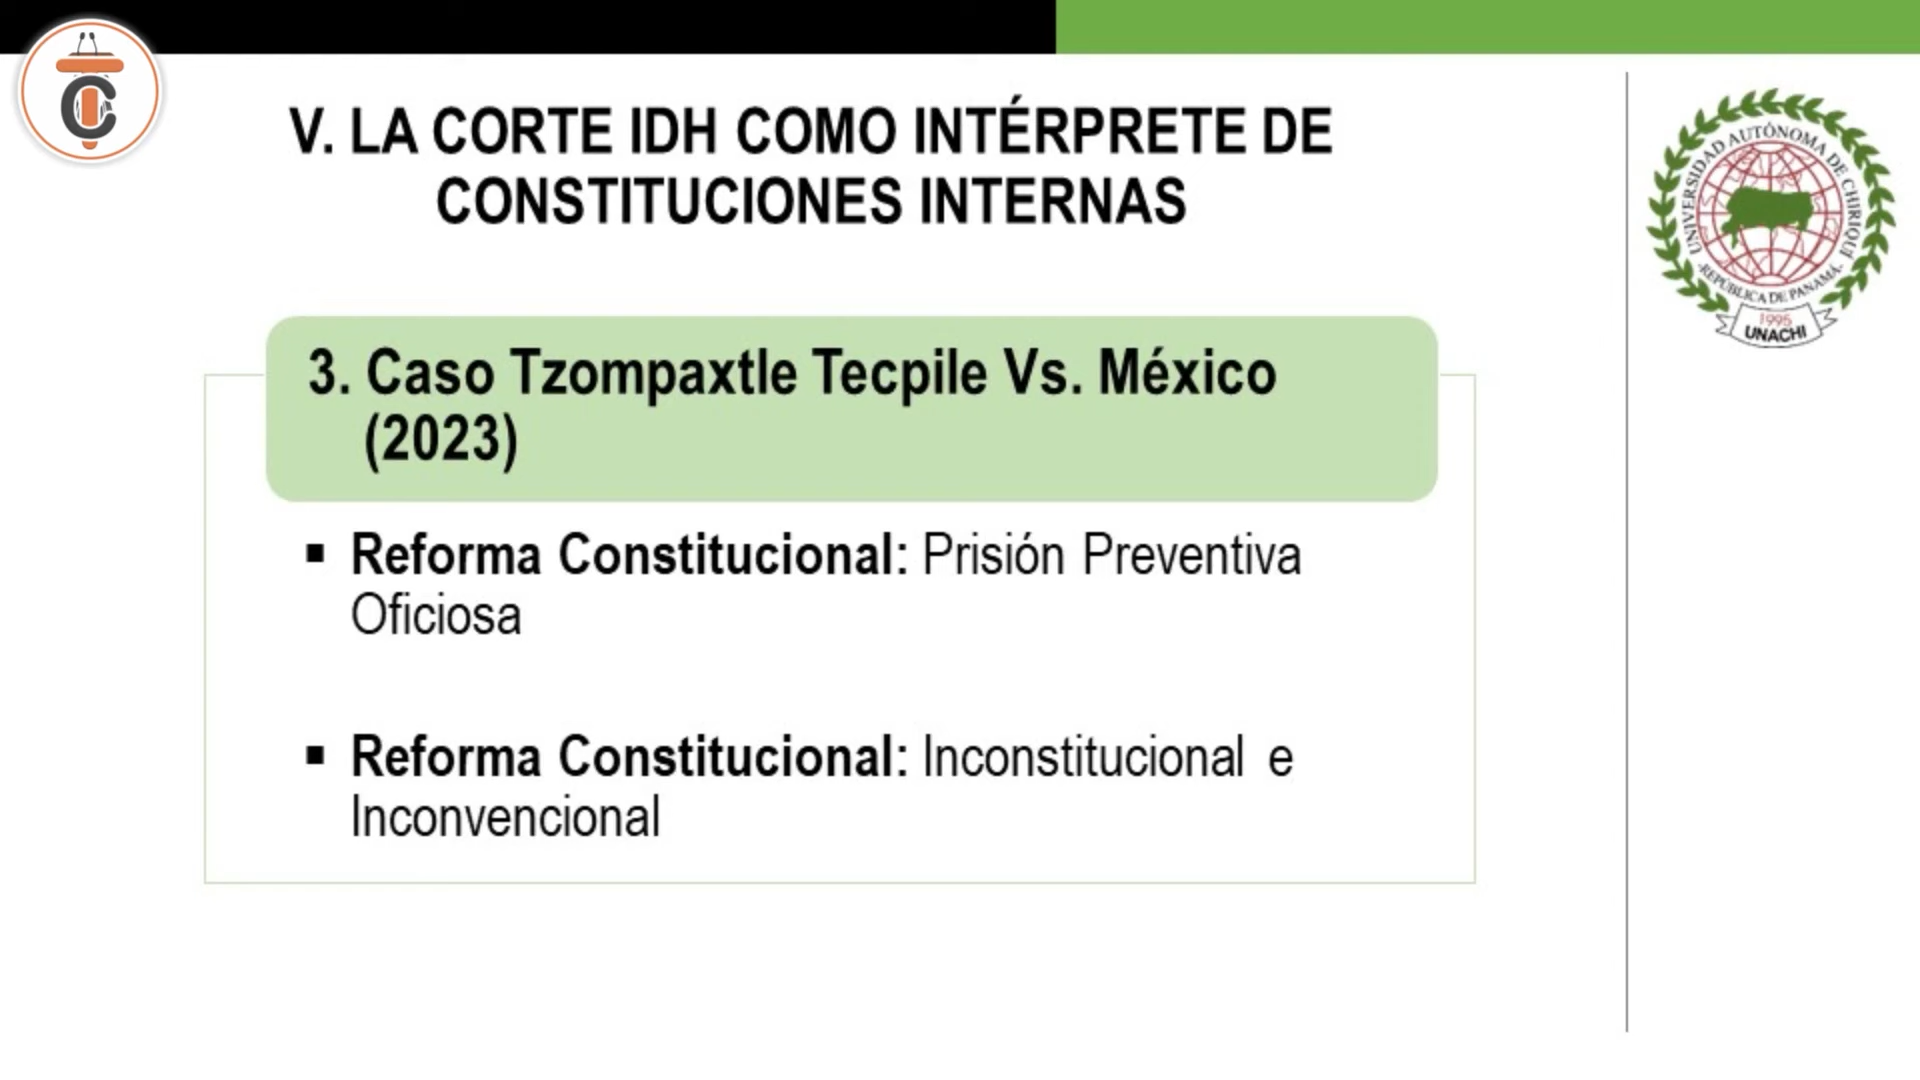 V. LA CORTE IDH COMO INTÉRPRETE DE
CONSTITUCIONES INTERNAS
3. Caso Tzompaxtle Tecpile Vs. México
(2023)
▪ Reforma Constitucional: Prisión Preventiva
Oficiosa
▪ Reforma Constitucional: Inconstitucional e
Inconvencional
UNIVERSIDAD AUTÓNOMA DE CHIRIQUÍ
-REPÚBLICA DE PANAMÁ-
1995
UNACHI